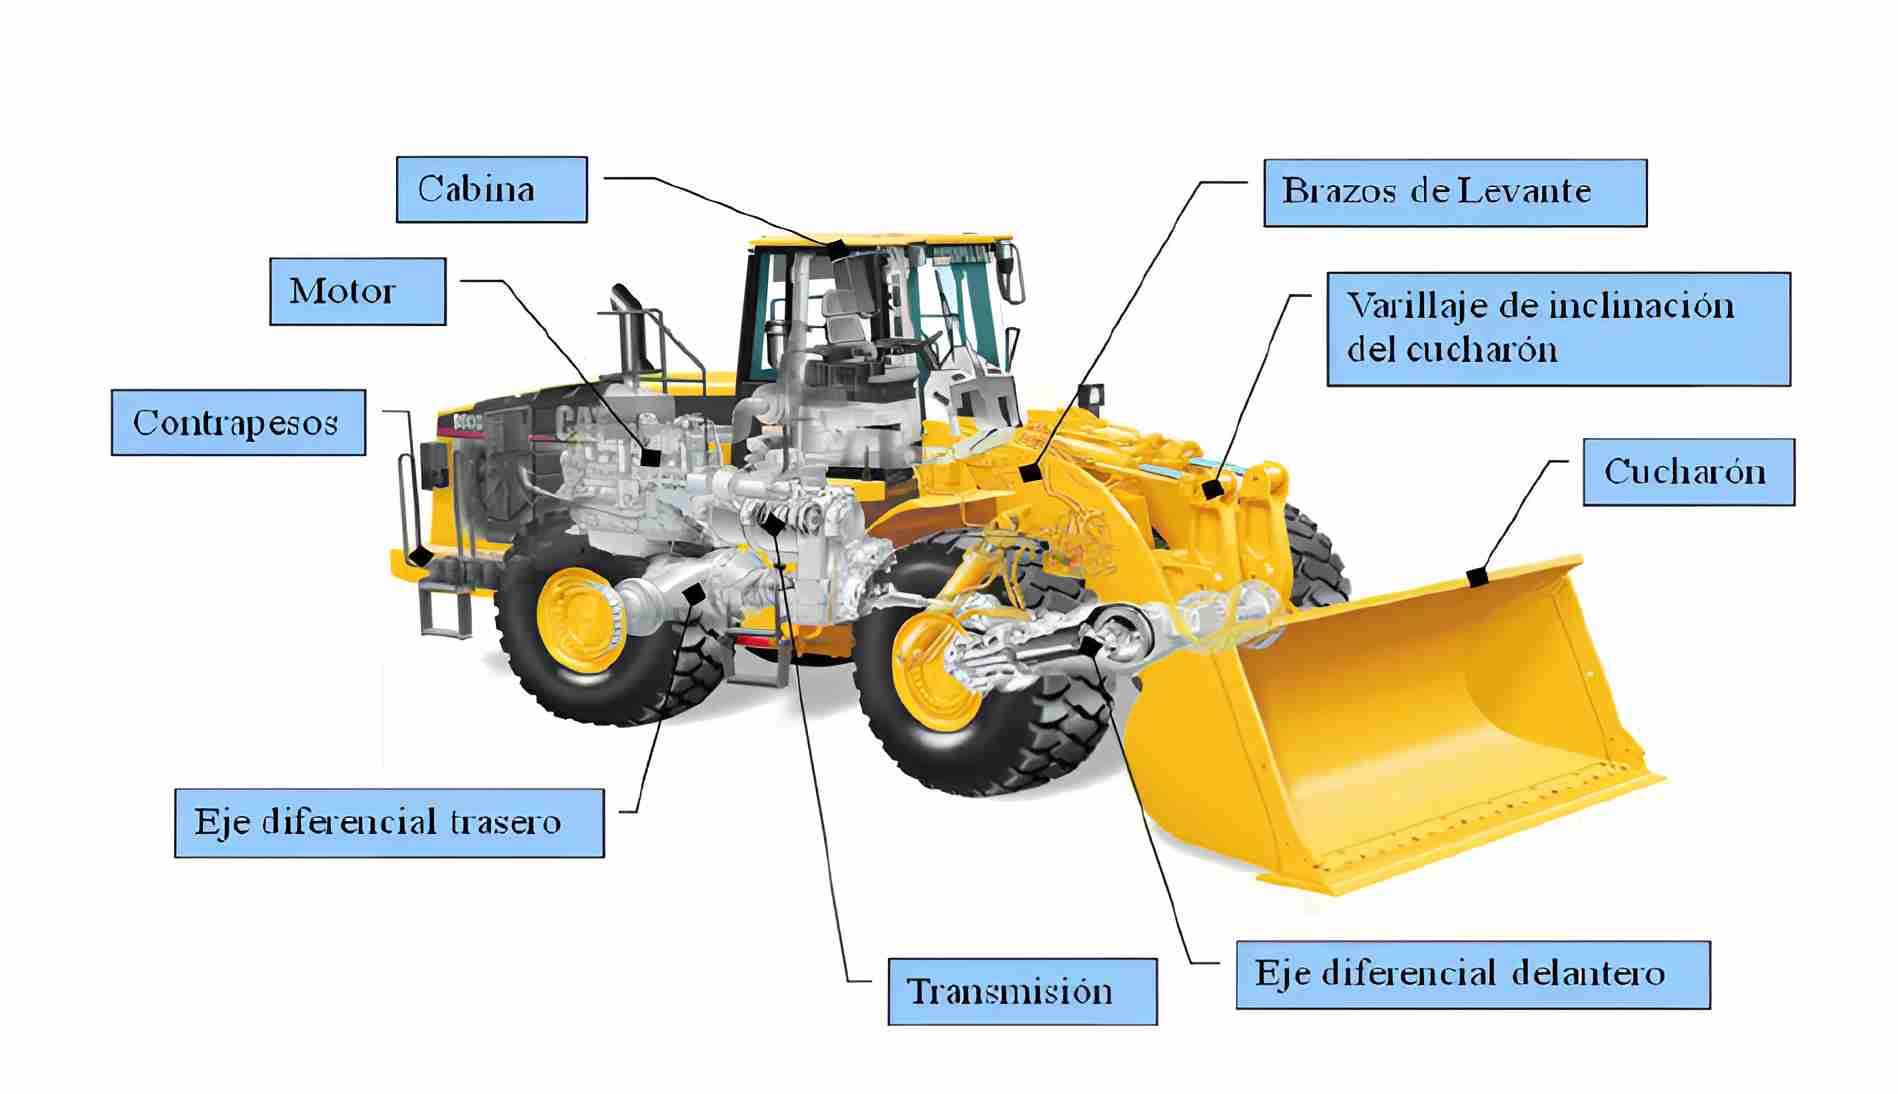 Cabina
Brazos de Levante
Motor
Varillaje de inclinación
del cucharón
Contrapesos
Cucharón
Eje diferencial trasero
Transmisión
Eje diferencial delantero